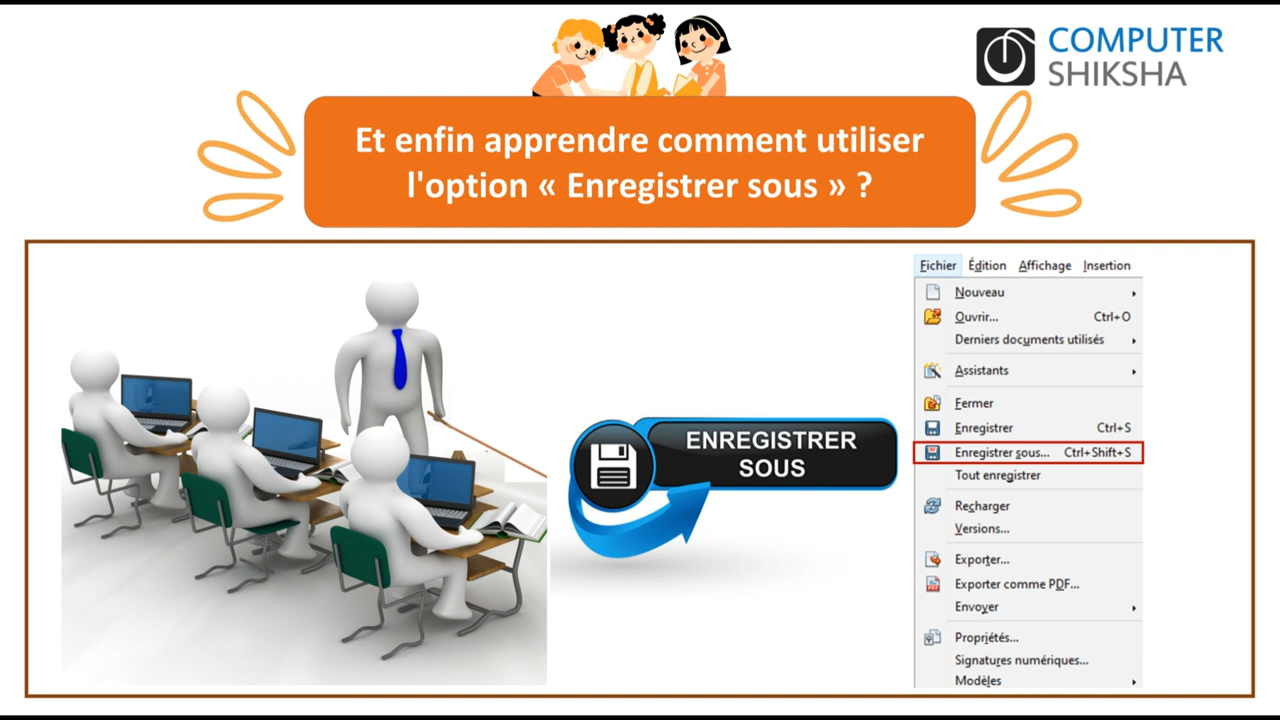 COMPUTER
SHIKSHA
Et enfin apprendre comment utiliser
l'option « Enregistrer sous » ?
ENREGISTRER
SOUS
Fichier Édition Affichage Insertion
Nouveau
Ouvrir... Ctrl+O
Derniers documents utilisés
Assistants
Fermer
Enregistrer Ctrl+S
Enregistrer sous... Ctrl+Shift+S
Tout enregistrer
Recharger
Versions...
Exporter...
Exporter comme PDF...
Envoyer
Propriétés...
Signatures numériques...
Modèles